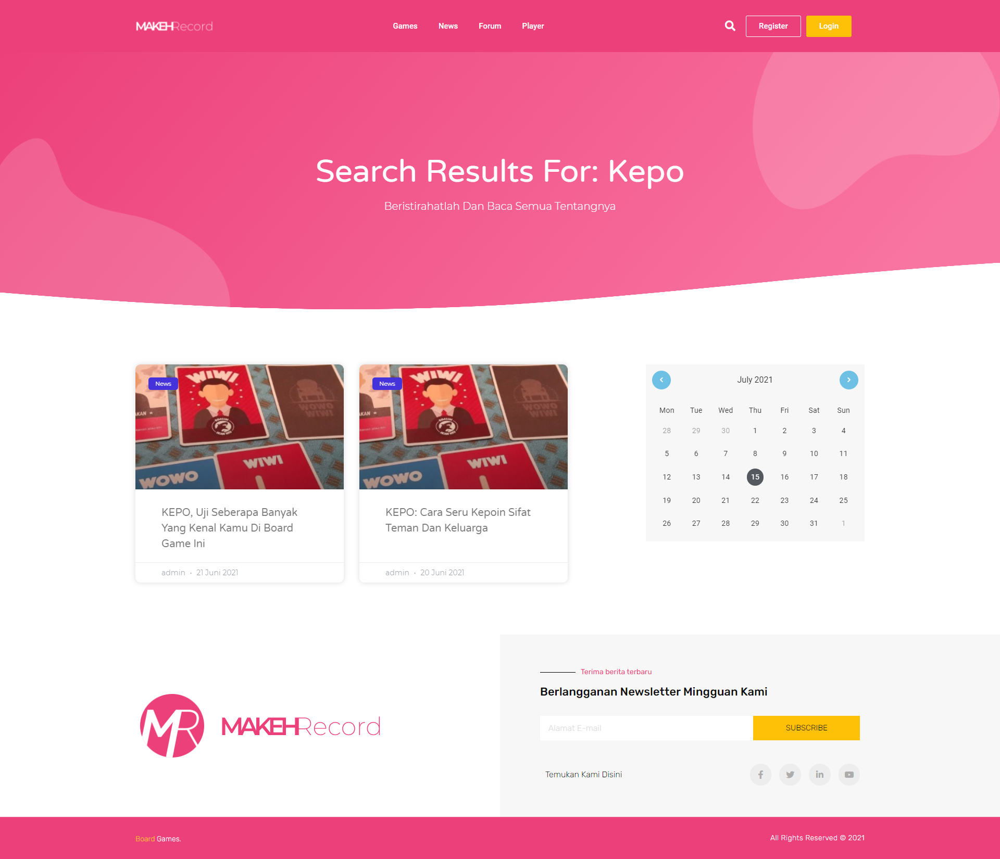 MAKEHRecord
Games News Forum Player
Register Login
Search Results For: Kepo
Beristirahatlah Dan Baca Semua Tentangnya
News
WIWI
WOWO
WIWI
AKAN
WIWI
WOWO
KEPO, Uji Seberapa Banyak
Yang Kenal Kamu Di Board
Game Ini
admin • 21 Juni 2021
News
WIWI
WOWO
WIWI
AKAN
WIWI
WOWO
KEPO: Cara Seru Kepoin Sifat
Teman Dan Keluarga
admin • 20 Juni 2021
July 2021
Mon Tue Wed Thu Fri Sat Sun
28 29 30 1 2 3 4
5 6 7 8 9 10 11
12 13 14 15 16 17 18
19 20 21 22 23 24 25
26 27 28 29 30 31 1
MR MAKEHRecord
Terima berita terbaru
Berlangganan Newsletter Mingguan Kami
Alamat E-mail SUBSCRIBE
Temukan Kami Disini
Board Games.
All Rights Reserved © 2021